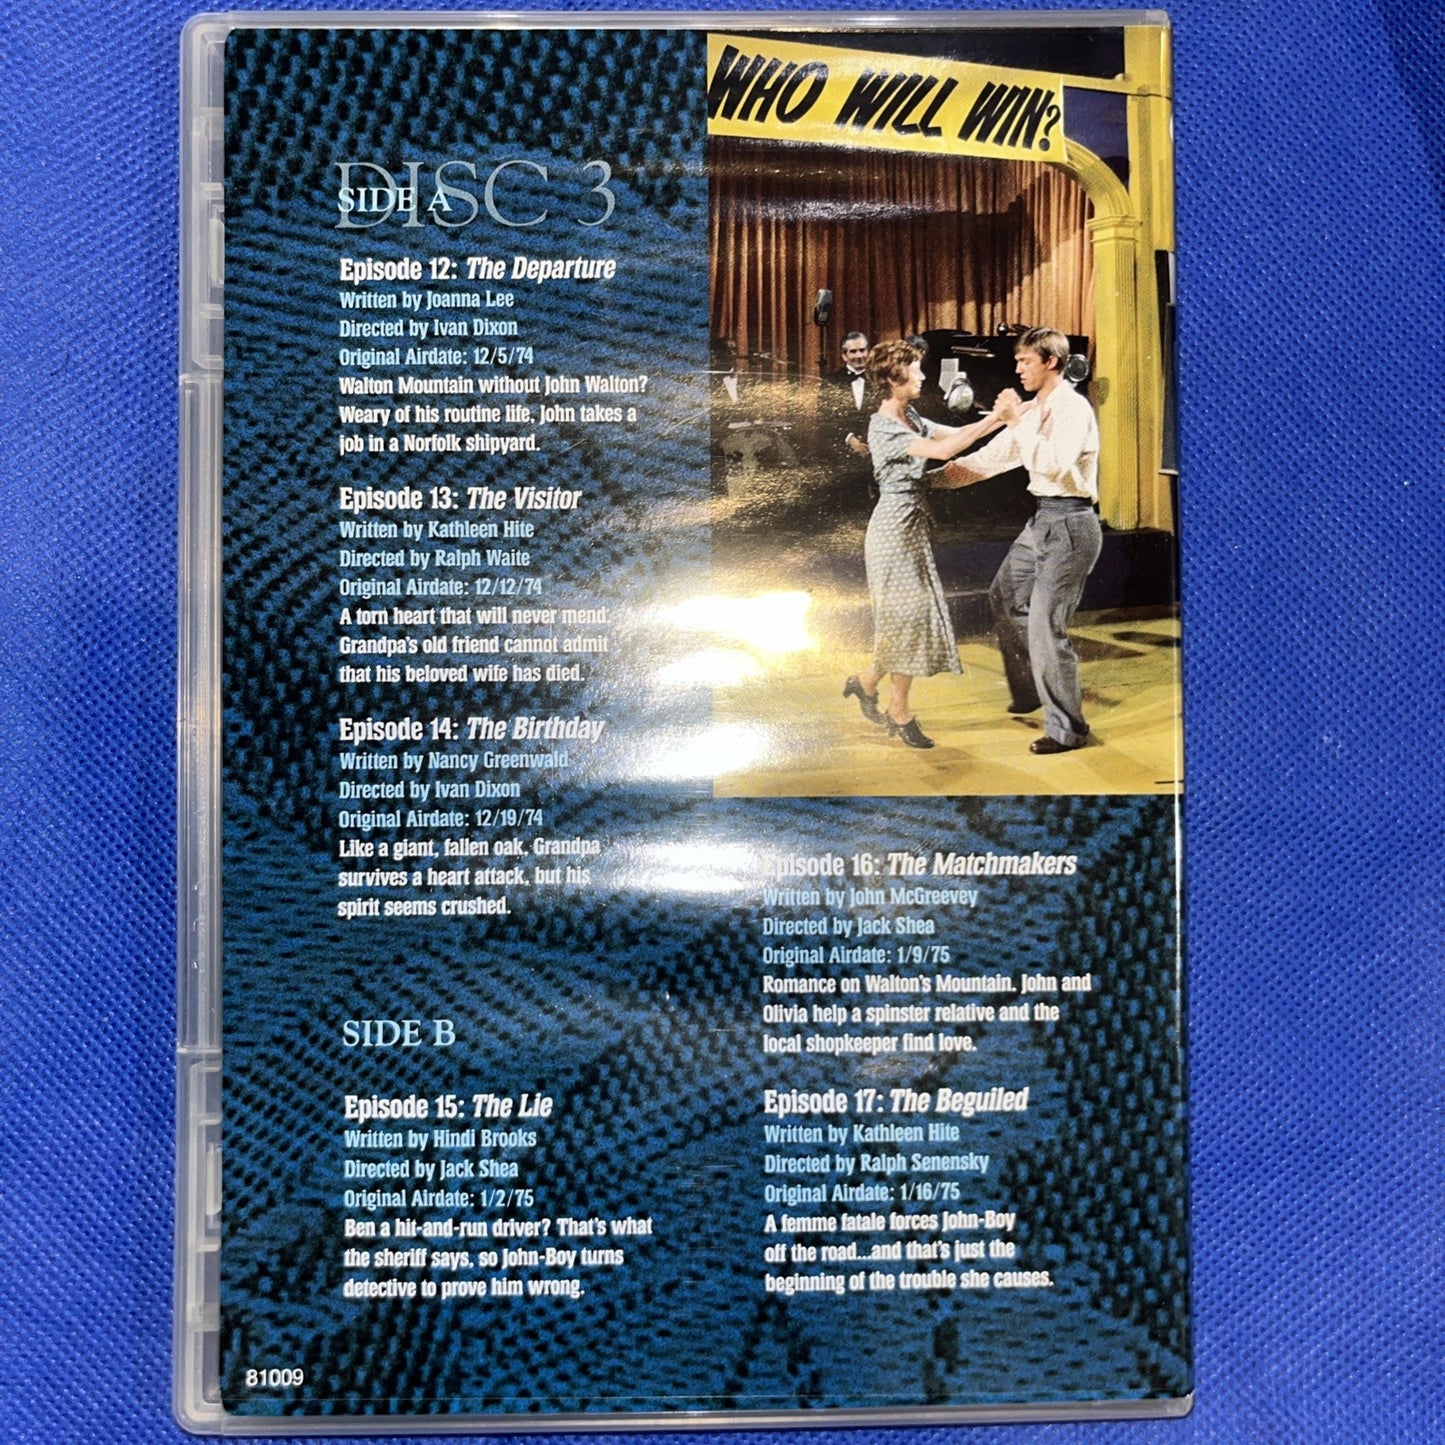 WHO WILL WIN?
DISC 3
SIDE A
Episode 12: The Departure
Written by Joanna Lee
Directed by Ivan Dixon
Original Airdate: 12/5/74
Walton Mountain without John Walton?
Weary of his routine life, John takes a
job in a Norfolk shipyard.
Episode 13: The Visitor
Written by Kathleen Hite
Directed by Ralph Waite
Original Airdate: 12/12/74
A torn heart that will never mend.
Grandpa's old friend cannot admit
that his beloved wife has died.
Episode 14: The Birthday
Written by Nancy Greenwald
Directed by Ivan Dixon
Original Airdate: 12/19/74
Like a giant, fallen oak, Grandpa
survives a heart attack, but his
spirit seems crushed.
SIDE B
Episode 15: The Lie
Written by Hindi Brooks
Directed by Jack Shea
Original Airdate: 1/2/75
Ben a hit-and-run driver? That's what
the sheriff says, so John-Boy turns
detective to prove him wrong.
Episode 16: The Matchmakers
Written by John McGreevey
Directed by Jack Shea
Original Airdate: 1/9/75
Romance on Walton's Mountain. John and
Olivia help a spinster relative and the
local shopkeeper find love.
Episode 17: The Beguiled
Written by Kathleen Hite
Directed by Ralph Senensky
Original Airdate: 1/16/75
A femme fatale forces John-Boy
off the road...and that's just the
beginning of the trouble she causes.
81009